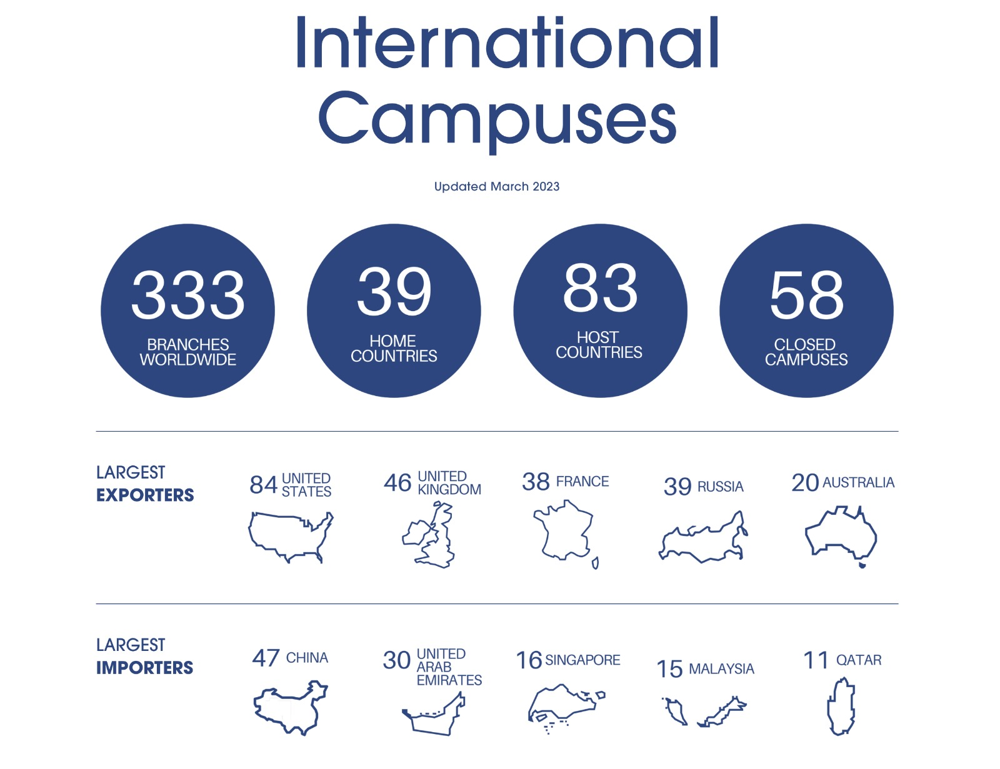 International
Campuses
Updated March 2023
333
BRANCHES
WORLDWIDE
39
HOME
COUNTRIES
83
HOST
COUNTRIES
58
CLOSED
CAMPUSES
LARGEST
EXPORTERS
84 UNITED
STATES
46 UNITED
KINGDOM
38 FRANCE
39 RUSSIA
20 AUSTRALIA
LARGEST
IMPORTERS
47 CHINA
30 UNITED
ARAB
EMIRATES
16 SINGAPORE
15 MALAYSIA
11 QATAR